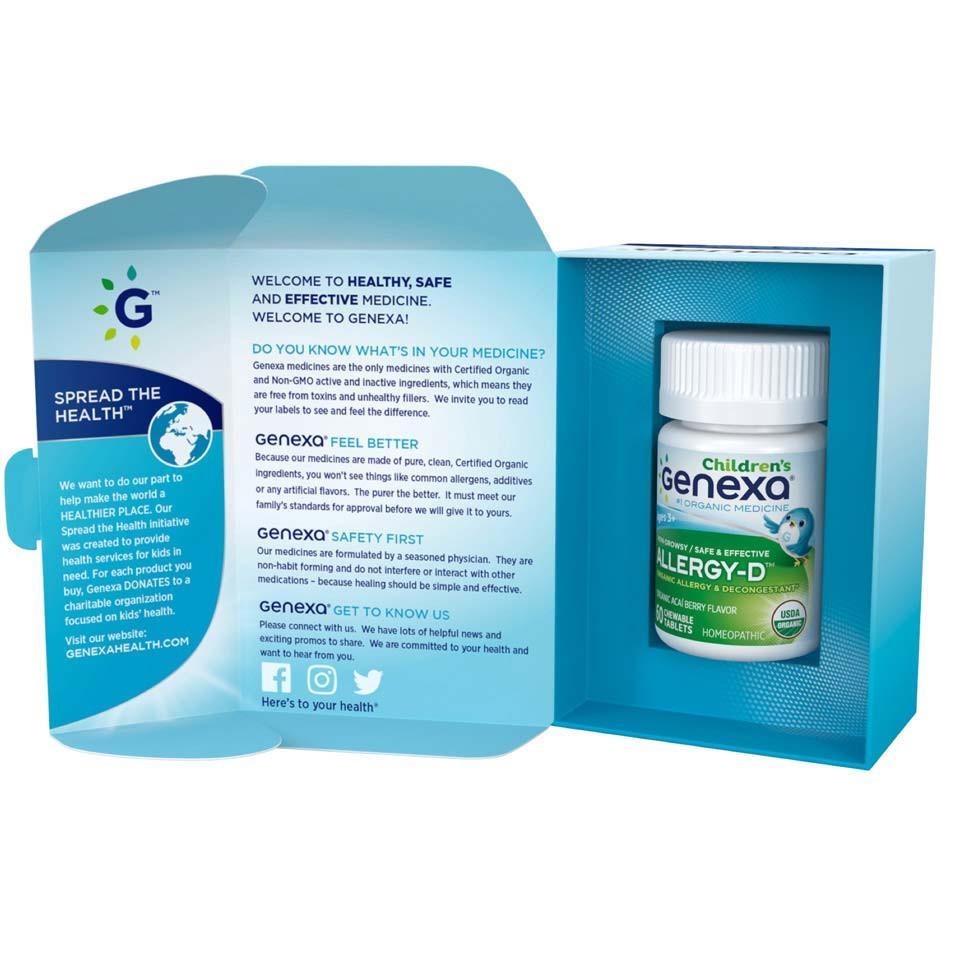 G™
SPREAD THE
HEALTH™
We want to do our part to
help make the world a
HEALTHIER PLACE. Our
Spread the Health initiative
was created to provide
health services for kids in
need. For each product you
buy, Genexa DONATES to a
charitable organization
focused on kids' health.
Visit our website:
GENEXAHEALTH.COM
WELCOME TO HEALTHY, SAFE
AND EFFECTIVE MEDICINE.
WELCOME TO GENEXA!
DO YOU KNOW WHAT'S IN YOUR MEDICINE?
Genexa medicines are the only medicines with Certified Organic
and Non-GMO active and inactive ingredients, which means they
are free from toxins and unhealthy fillers. We invite you to read
your labels to see and feel the difference.
Genexa® FEEL BETTER
Because our medicines are made of pure, clean, Certified Organic
ingredients, you won't see things like common allergens, additives
or any artificial flavors. The purer the better. It must meet our
family's standards for approval before we will give it to yours.
Genexa® SAFETY FIRST
Our medicines are formulated by a seasoned physician. They are
non-habit forming and do not interfere or interact with other
medications – because healing should be simple and effective.
Genexa® GET TO KNOW US
Please connect with us. We have lots of helpful news and
exciting promos to share. We are committed to your health and
want to hear from you.
Here's to your health®
Children's
Genexa®
#1 ORGANIC MEDICINE
ages 3+
G
NON-DROWSY / SAFE & EFFECTIVE
ALLERGY-D™
ORGANIC ALLERGY & DECONGESTANT
ORGANIC ACAI BERRY FLAVOR
60 CHEWABLE
TABLETS
HOMEOPATHIC
USDA
ORGANIC